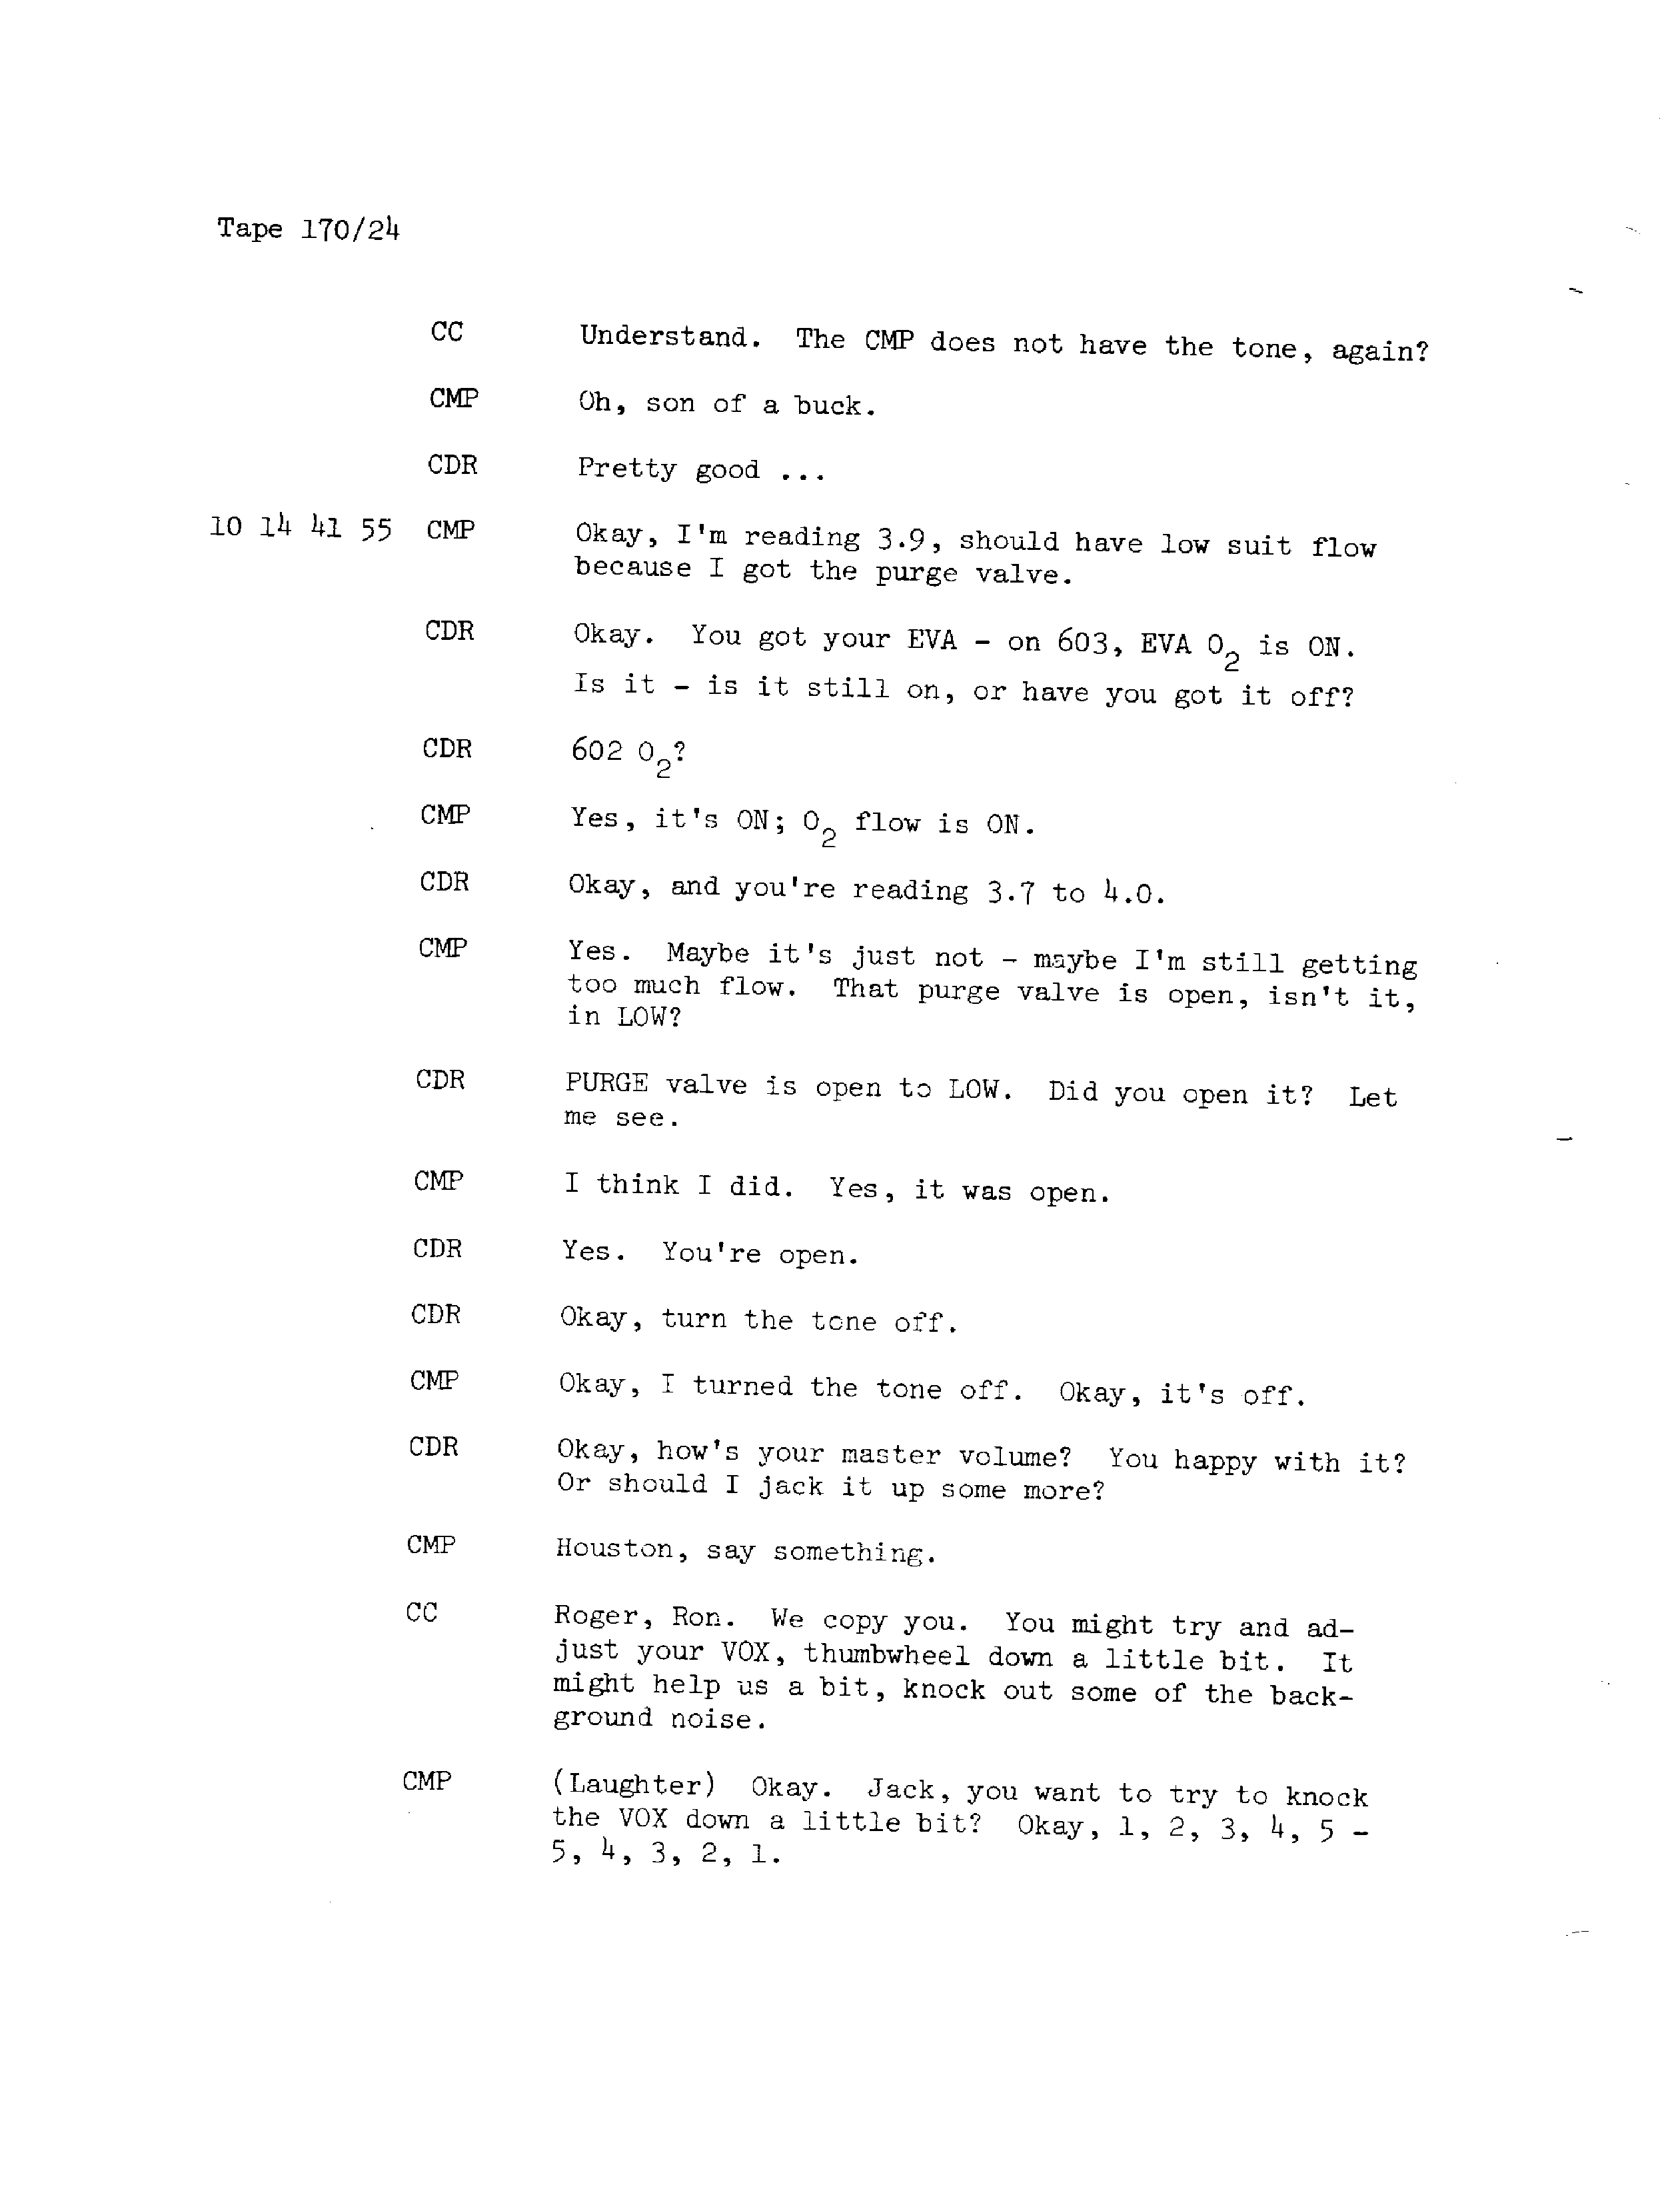 Tape 170/24
CC Understand. The CMP does not have the tone, again?
CMP Oh, son of a buck.
CDR Pretty good ...
10 14 41 55 CMP Okay, I'm reading 3.9, should have low suit flow
because I got the purge valve.
CDR Okay. You got your EVA - on 603, EVA O2 is ON.
Is it - is it still on, or have you got it off?
CDR 602 O2?
CMP Yes, it's ON; O2 flow is ON.
CDR Okay, and you're reading 3.7 to 4.0.
CMP Yes. Maybe it's just not - maybe I'm still getting
too much flow. That purge valve is open, isn't it,
in LOW?
CDR PURGE valve is open to LOW. Did you open it? Let
me see.
CMP I think I did. Yes, it was open.
CDR Yes. You're open.
CDR Okay, turn the tone off.
CMP Okay, I turned the tone off. Okay, it's off.
CDR Okay, how's your master volume? You happy with it?
Or should I jack it up some more?
CMP Houston, say something.
CC Roger, Ron. We copy you. You might try and ad-
just your VOX, thumbwheel down a little bit. It
might help us a bit, knock out some of the back-
ground noise.
CMP (Laughter) Okay. Jack, you want to try to knock
the VOX down a little bit? Okay, 1, 2, 3, 4, 5 -
5, 4, 3, 2, 1.